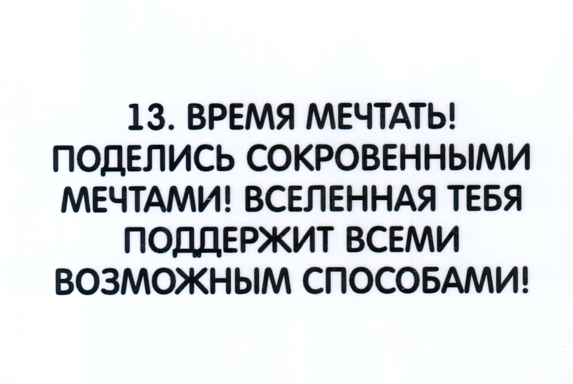 13. ВРЕМЯ МЕЧТАТЬ!
ПОДЕЛИСЬ СОКРОВЕННЫМИ
МЕЧТАМИ! ВСЕЛЕННАЯ ТЕБЯ
ПОДДЕРЖИТ ВСЕМИ
ВОЗМОЖНЫМ СПОСОБАМИ!